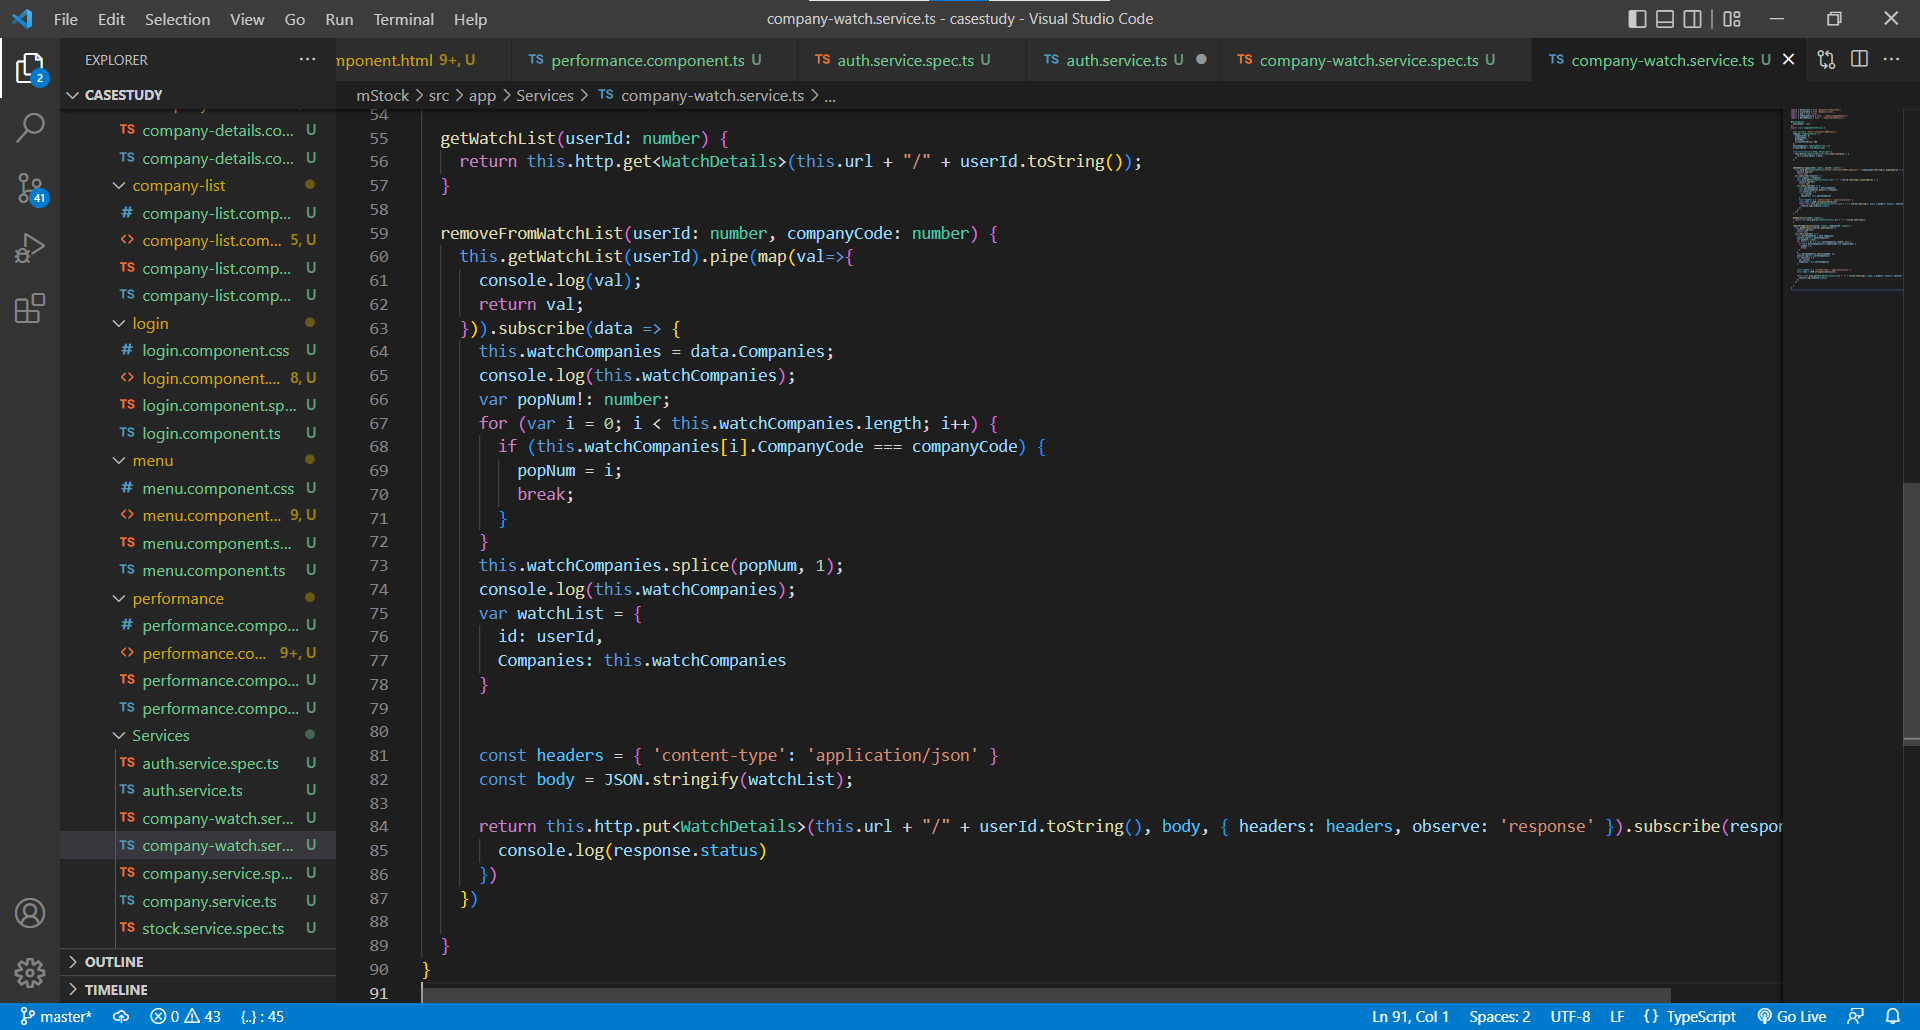 File Edit Selection View Go Run Terminal Help
company-watch.service.ts - casestudy - Visual Studio Code
EXPLORER
mponent.html 9+, U
TS performance.component.ts U
TS auth.service.spec.ts U
TS auth.service.ts U
TS company-watch.service.spec.ts U
TS company-watch.service.ts U
2
41
CASESTUDY
TS company-details.co... U
TS company-details.co... U
company-list
# company-list.comp... U
<> company-list.com... 5, U
TS company-list.comp... U
TS company-list.comp... U
login
# login.component.css U
<> login.component.... 8, U
TS login.component.sp... U
TS login.component.ts U
menu
# menu.component.css U
<> menu.component... 9, U
TS menu.component.s... U
TS menu.component.ts U
performance
# performance.compo... U
<> performance.co... 9+, U
TS performance.compo... U
TS performance.compo... U
Services
TS auth.service.spec.ts U
TS auth.service.ts U
TS company-watch.ser... U
TS company-watch.ser... U
TS company.service.sp... U
TS company.service.ts U
TS stock.service.spec.ts U
OUTLINE
TIMELINE
mStock > src > app > Services > TS company-watch.service.ts > ...
54
55 getWatchList(userId: number) {
56 return this.http.get<WatchDetails>(this.url + "/" + userId.toString());
57 }
58
59 removeFromWatchList(userId: number, companyCode: number) {
60 this.getWatchList(userId).pipe(map(val=>{
61 console.log(val);
62 return val;
63 })).subscribe(data => {
64 this.watchCompanies = data.Companies;
65 console.log(this.watchCompanies);
66 var popNum!: number;
67 for (var i = 0; i < this.watchCompanies.length; i++) {
68 if (this.watchCompanies[i].CompanyCode === companyCode) {
69 popNum = i;
70 break;
71 }
72 }
73 this.watchCompanies.splice(popNum, 1);
74 console.log(this.watchCompanies);
75 var watchList = {
76 id: userId,
77 Companies: this.watchCompanies
78 }
79
80
81 const headers = { 'content-type': 'application/json' }
82 const body = JSON.stringify(watchList);
83
84 return this.http.put<WatchDetails>(this.url + "/" + userId.toString(), body, { headers: headers, observe: 'response' }).subscribe(respon
85 console.log(response.status)
86 })
87 })
88
89 }
90 }
91
master* 0 43 {..} : 45
Ln 91, Col 1 Spaces: 2 UTF-8 LF {} TypeScript Go Live